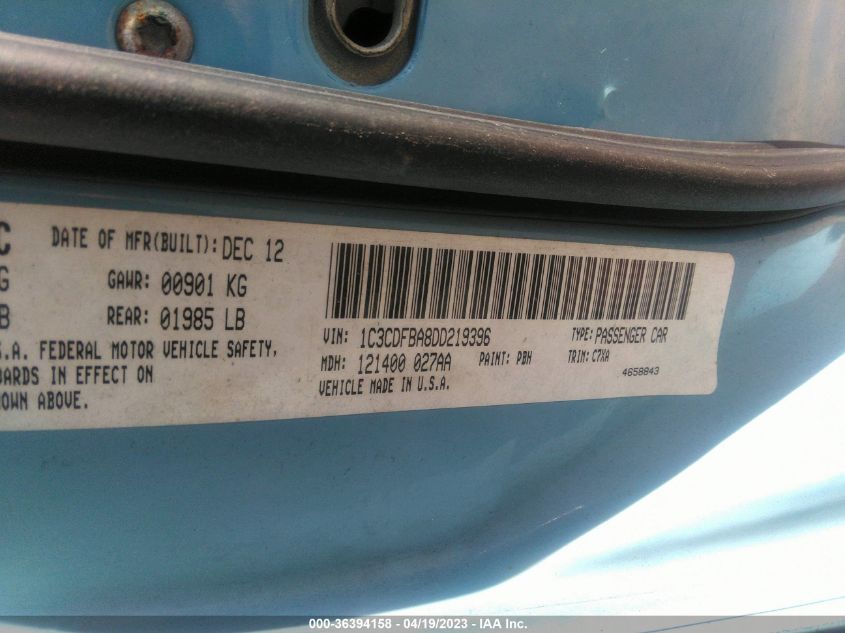 C DATE OF MFR(BUILT): DEC 12
G GAWR: 00901 KG
B REAR: 01985 LB
S.A. FEDERAL MOTOR VEHICLE SAFETY,
DARDS IN EFFECT ON
OWN ABOVE.
VIN: 1C3CDFBA8DD219396 TYPE: PASSENGER CAR
MDH: 121400 027AA PAINT: PBH TRIM: C7XA
VEHICLE MADE IN U.S.A. 4658843
000-36394158 - 04/19/2023 - IAA Inc.